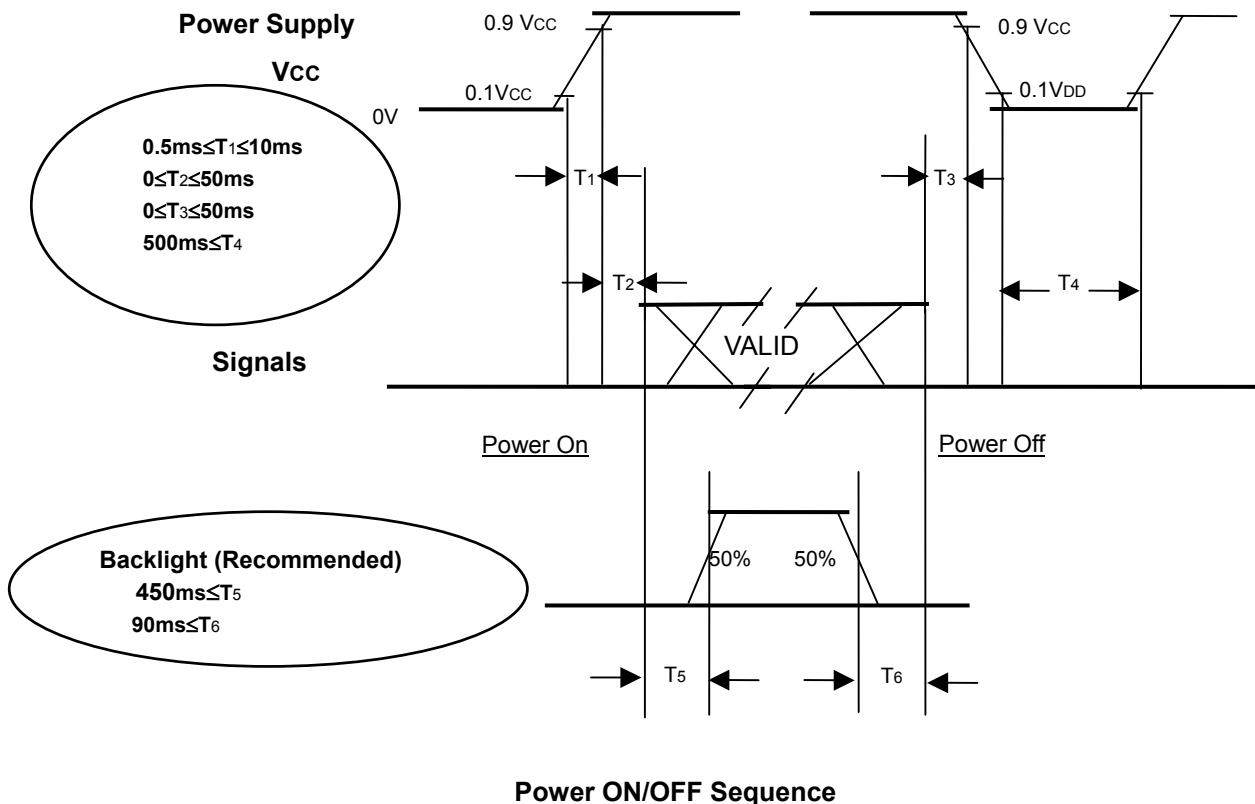 Power Supply
VCC
0.5ms≤T1≤10ms
0≤T2≤50ms
0≤T3≤50ms
500ms≤T4
Signals
0.9 VCC
0.1VCC
0V
0.9 VCC
0.1VDD
T1
T3
T2
T4
VALID
Power On
Power Off
Backlight (Recommended)
450ms≤T5
90ms≤T6
50%
50%
T5
T6
Power ON/OFF Sequence